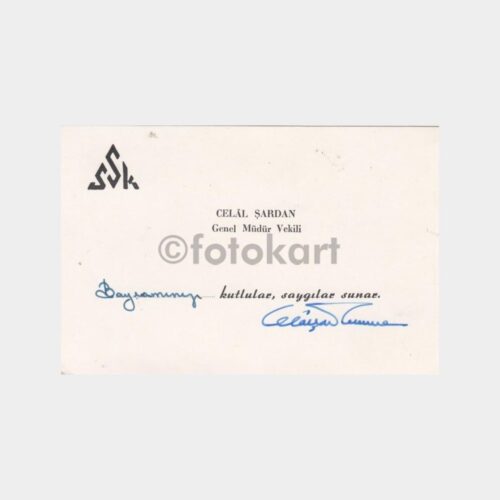 SSK
CELÂL ŞARDAN
Genel Müdür Vekili
©fotokart
Bayramınızı kutlular, saygılar sunar.